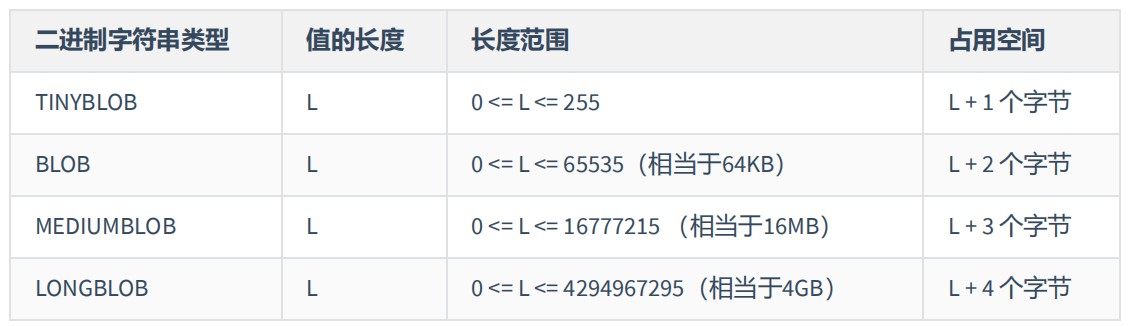 二进制字符串类型 值的长度 长度范围 占用空间
TINYBLOB L 0 <= L <= 255 L + 1 个字节
BLOB L 0 <= L <= 65535（相当于64KB） L + 2 个字节
MEDIUMBLOB L 0 <= L <= 16777215 （相当于16MB） L + 3 个字节
LONGBLOB L 0 <= L <= 4294967295（相当于4GB） L + 4 个字节